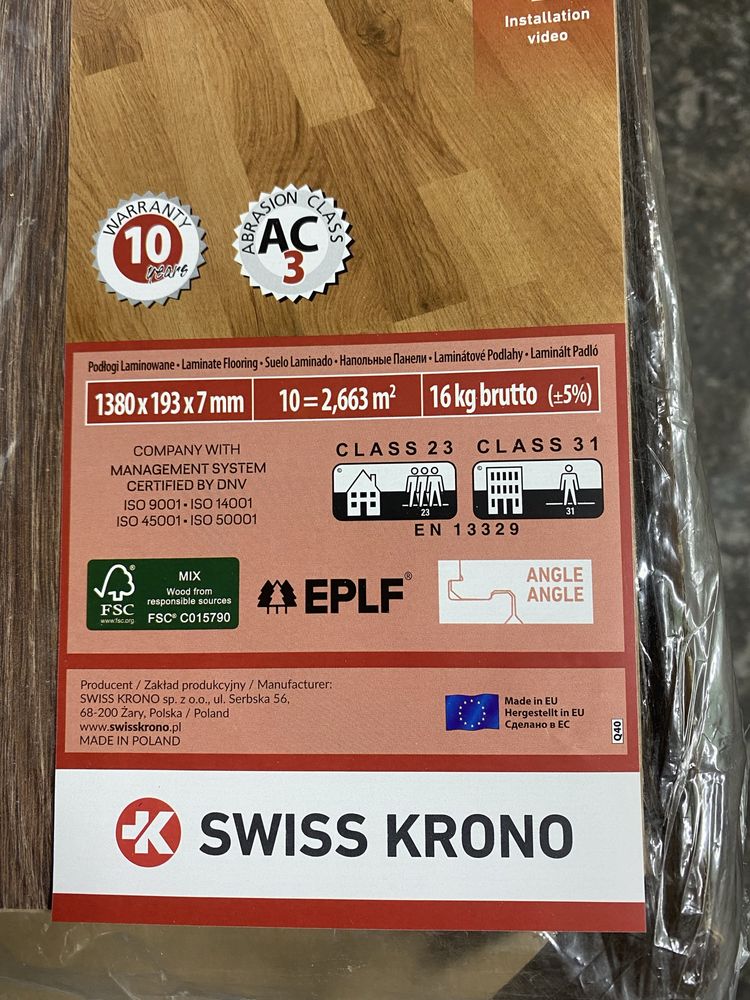 Installation
video
WARRANTY
10
years
ABRASION CLASS
AC
3
Podłogi Laminowane • Laminate Flooring • Suelo Laminado • Напольные Панели • Laminátové Podlahy • Laminált Padló
1380 x 193 x 7 mm
10 = 2,663 m²
16 kg brutto (±5%)
COMPANY WITH
MANAGEMENT SYSTEM
CERTIFIED BY DNV
ISO 9001 • ISO 14001
ISO 45001 • ISO 50001
CLASS 23
CLASS 31
©
23
©
31
EN 13329
FSC
www.fsc.org
MIX
Wood from
responsible sources
FSC® C015790
EPLF®
ANGLE
ANGLE
Producent / Zakład produkcyjny / Manufacturer:
SWISS KRONO sp. z o.o., ul. Serbska 56,
68-200 Żary, Polska / Poland
www.swisskrono.pl
MADE IN POLAND
Made in EU
Hergestellt in EU
Сделано в ЕС
Q40
SWISS KRONO